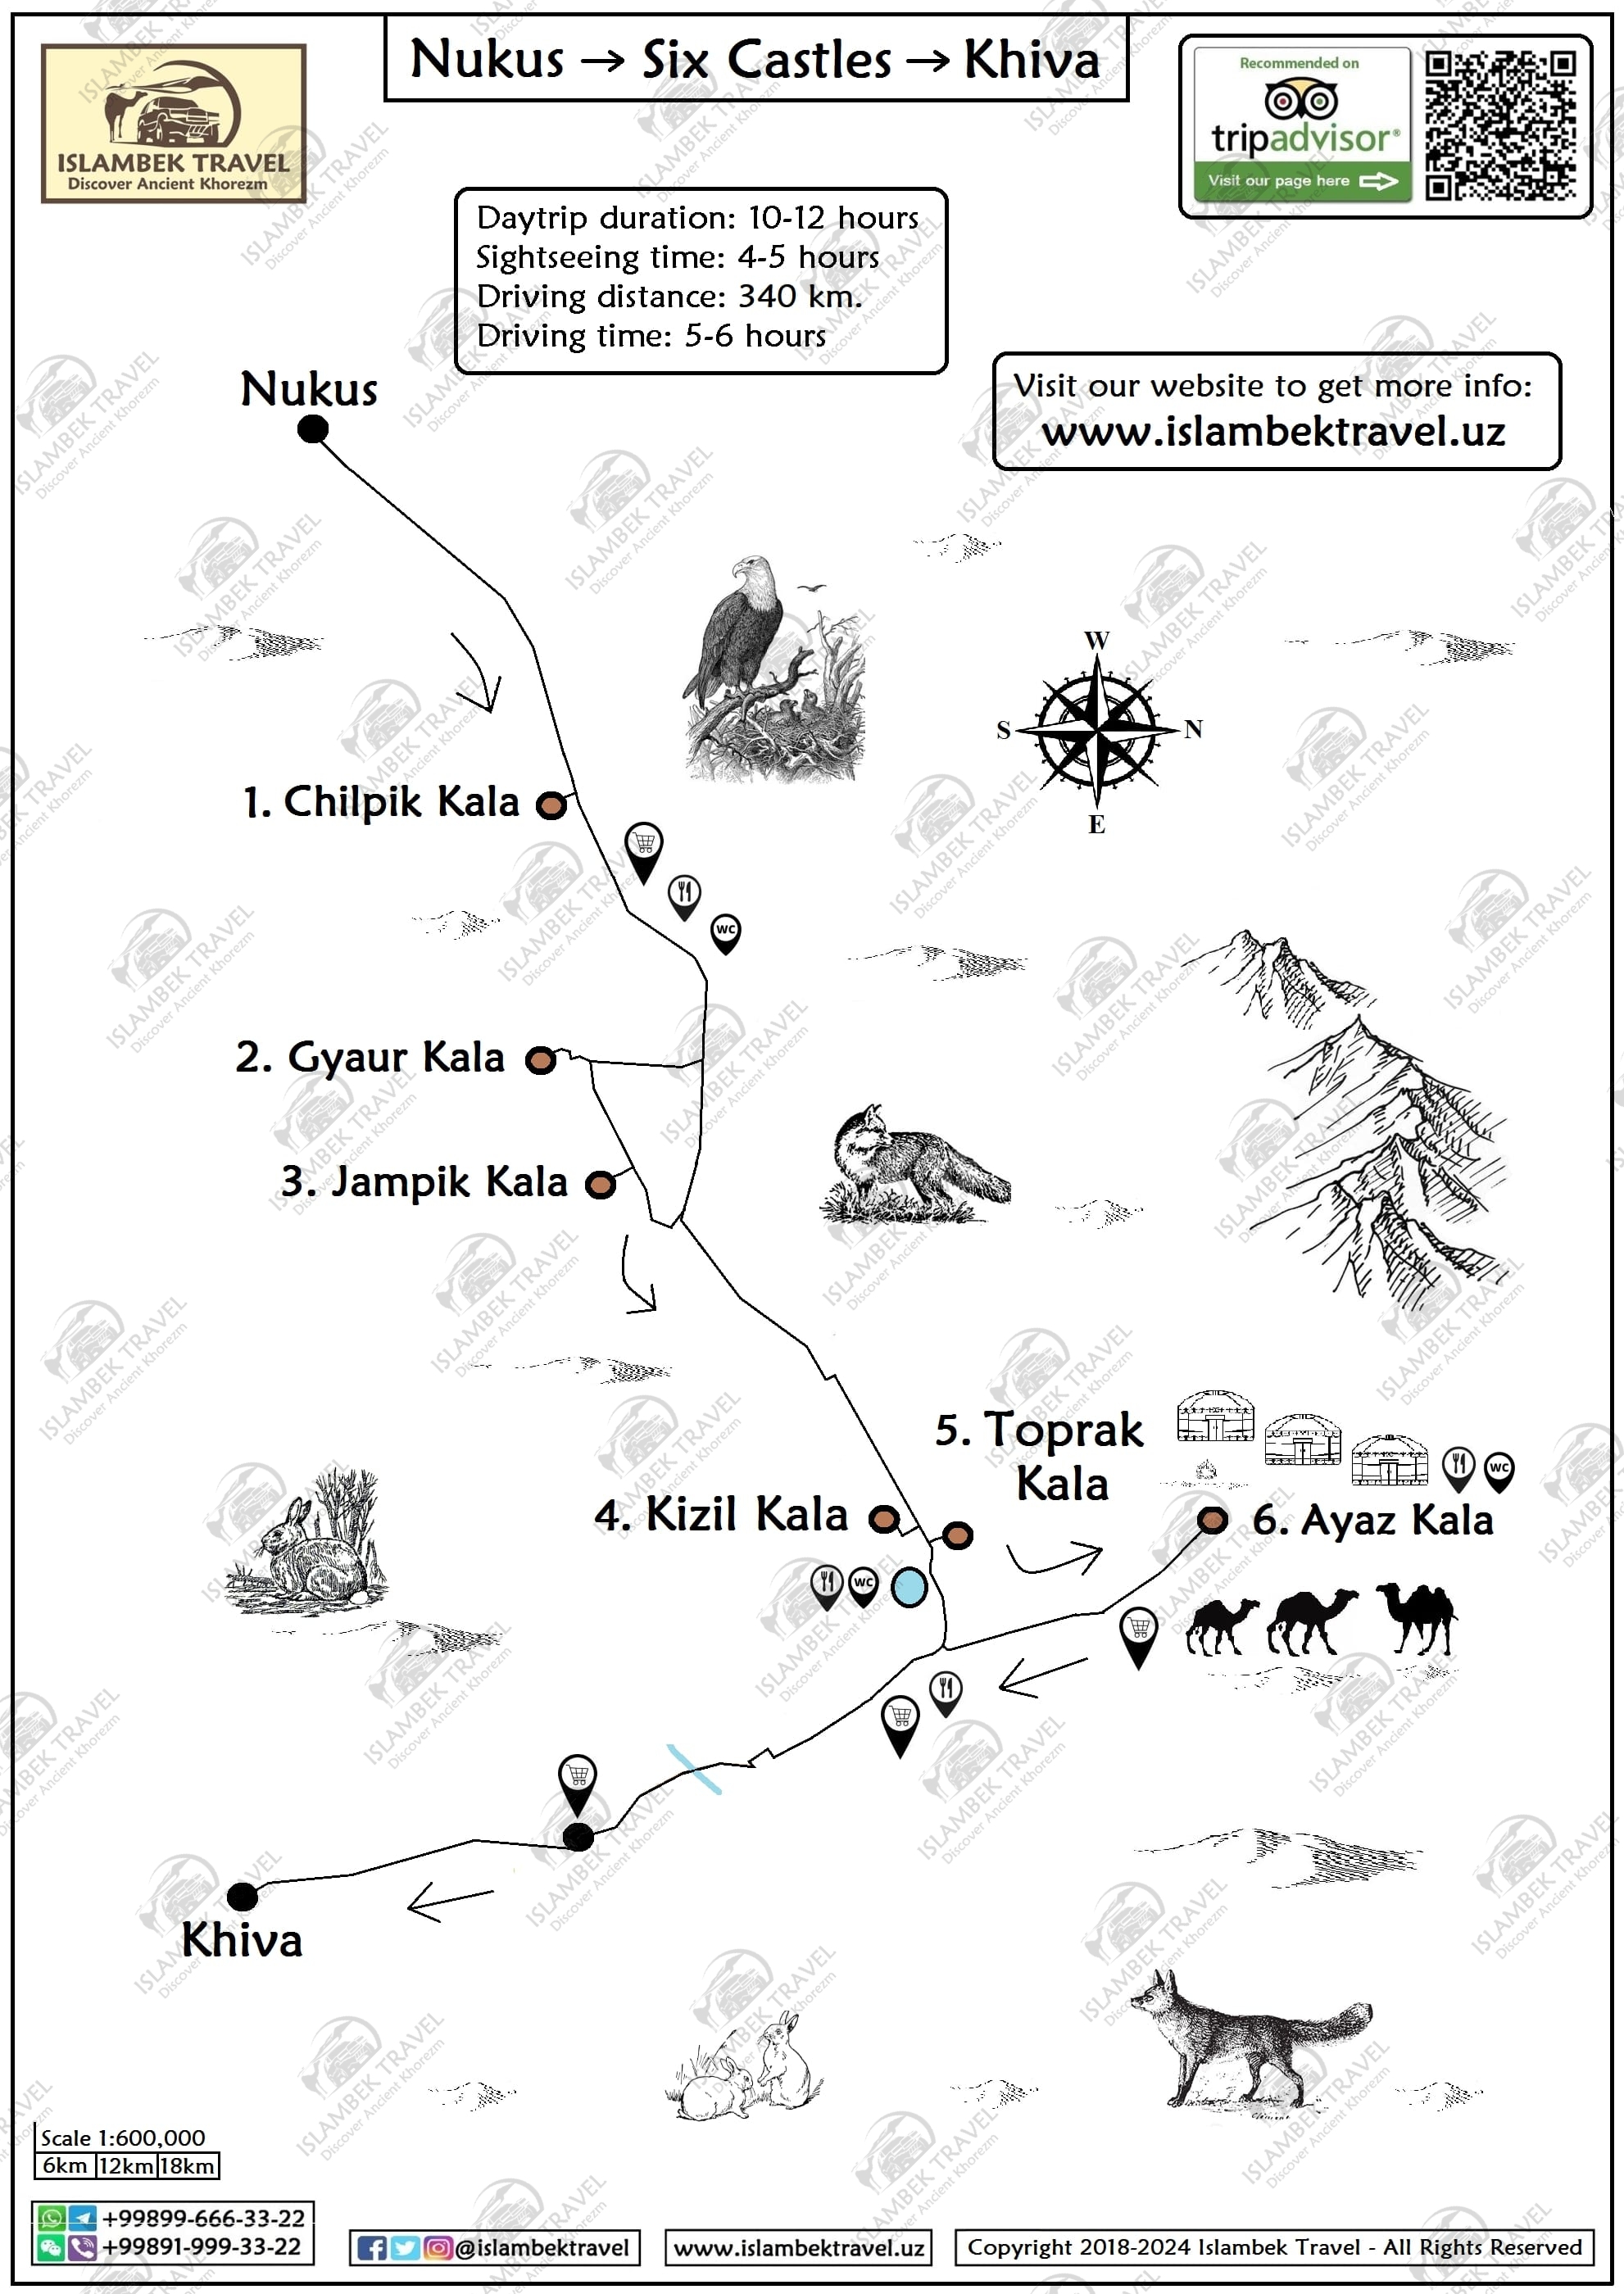 Nukus → Six Castles → Khiva
ISLAMBEK TRAVEL
Discover Ancient Khorezm
Recommended on
tripadvisor®
Visit our page here
Daytrip duration: 10-12 hours
Sightseeing time: 4-5 hours
Driving distance: 340 km.
Driving time: 5-6 hours
Visit our website to get more info:
www.islambektravel.uz
Nukus
W
S
N
E
1. Chilpik Kala
WC
2. Gyaur Kala
3. Jampik Kala
5. Toprak
Kala
WC
4. Kizil Kala
6. Ayaz Kala
WC
Khiva
Scale 1:600,000
6km 12km 18km
+99899-666-33-22
+99891-999-33-22
@islambektravel
www.islambektravel.uz
Copyright 2018-2024 Islambek Travel - All Rights Reserved